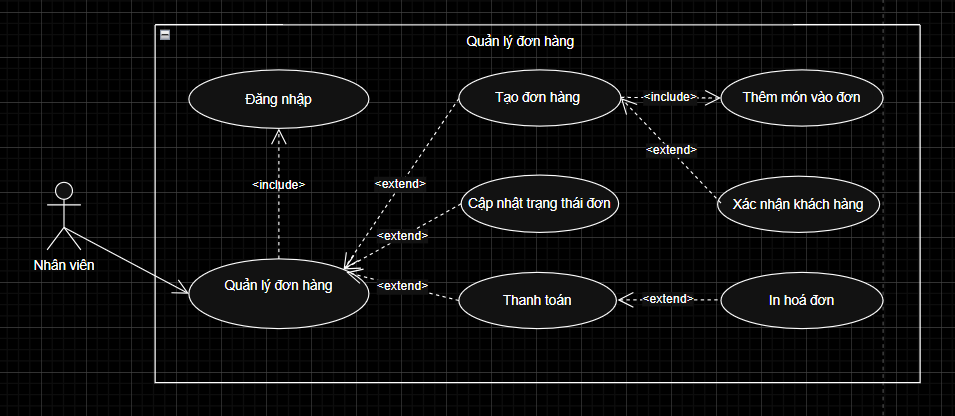 Quản lý đơn hàng
Đăng nhập
Tạo đơn hàng
<include>
Thêm món vào đơn
<extend>
<include>
<extend>
Cập nhật trạng thái đơn
Xác nhận khách hàng
<extend>
Nhân viên
Quản lý đơn hàng
<extend>
Thanh toán
<extend>
In hoá đơn